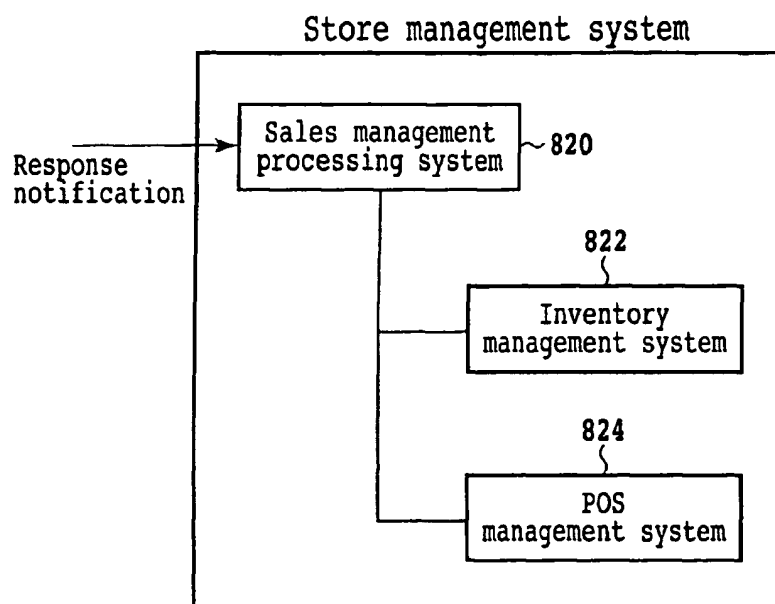 Store management system
Sales management
processing system
820
Response
notification
822
Inventory
management system
824
POS
management system